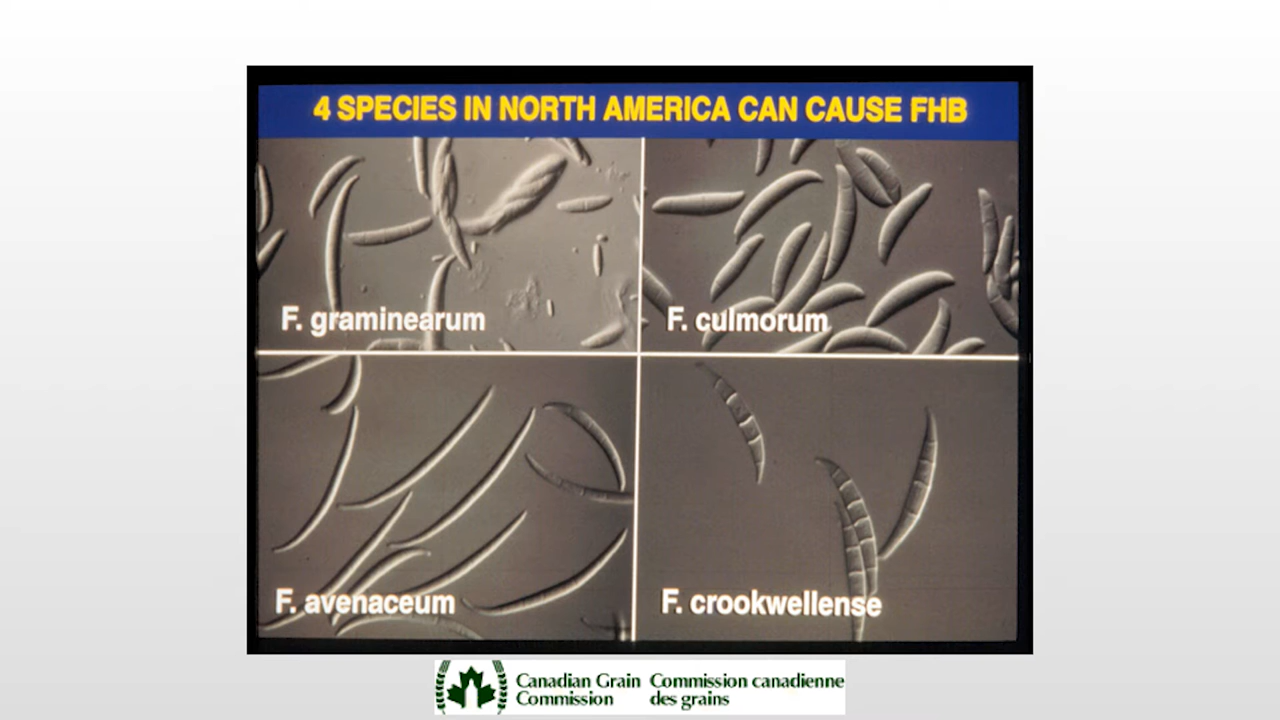 4 SPECIES IN NORTH AMERICA CAN CAUSE FHB
F. graminearum
F. culmorum
F. avenaceum
F. crookwellense
Canadian Grain Commission canadienne
Commission des grains